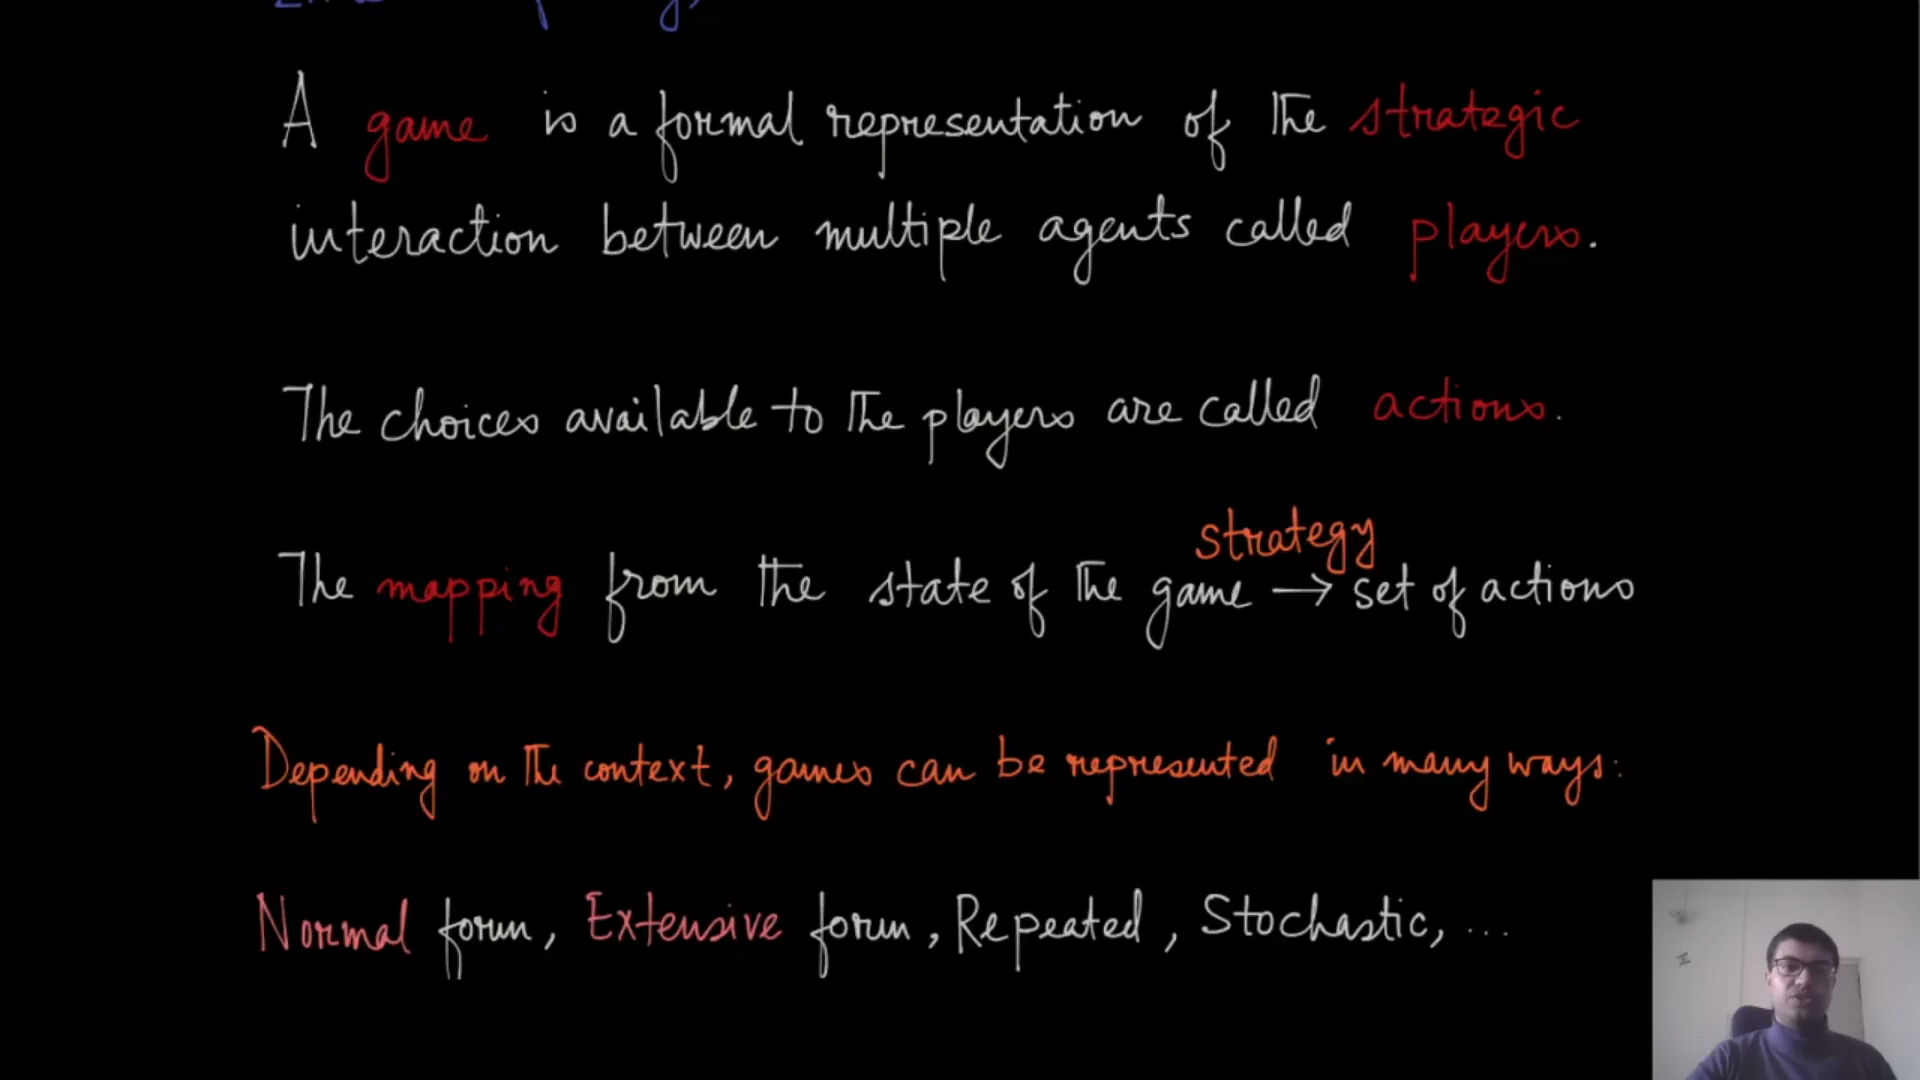 A game is a formal representation of the strategic
interaction between multiple agents called players.
The choices available to the players are called actions.
strategy
The mapping from the state of the game → set of actions
Depending on the context, games can be represented in many ways:
Normal form, Extensive form, Repeated, Stochastic, ...